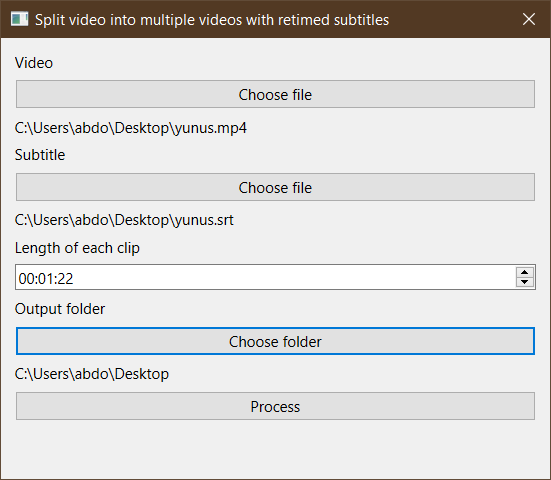 Split video into multiple videos with retimed subtitles
Video
Choose file
C:\Users\abdo\Desktop\yunus.mp4
Subtitle
Choose file
C:\Users\abdo\Desktop\yunus.srt
Length of each clip
00:01:22
Output folder
Choose folder
C:\Users\abdo\Desktop
Process